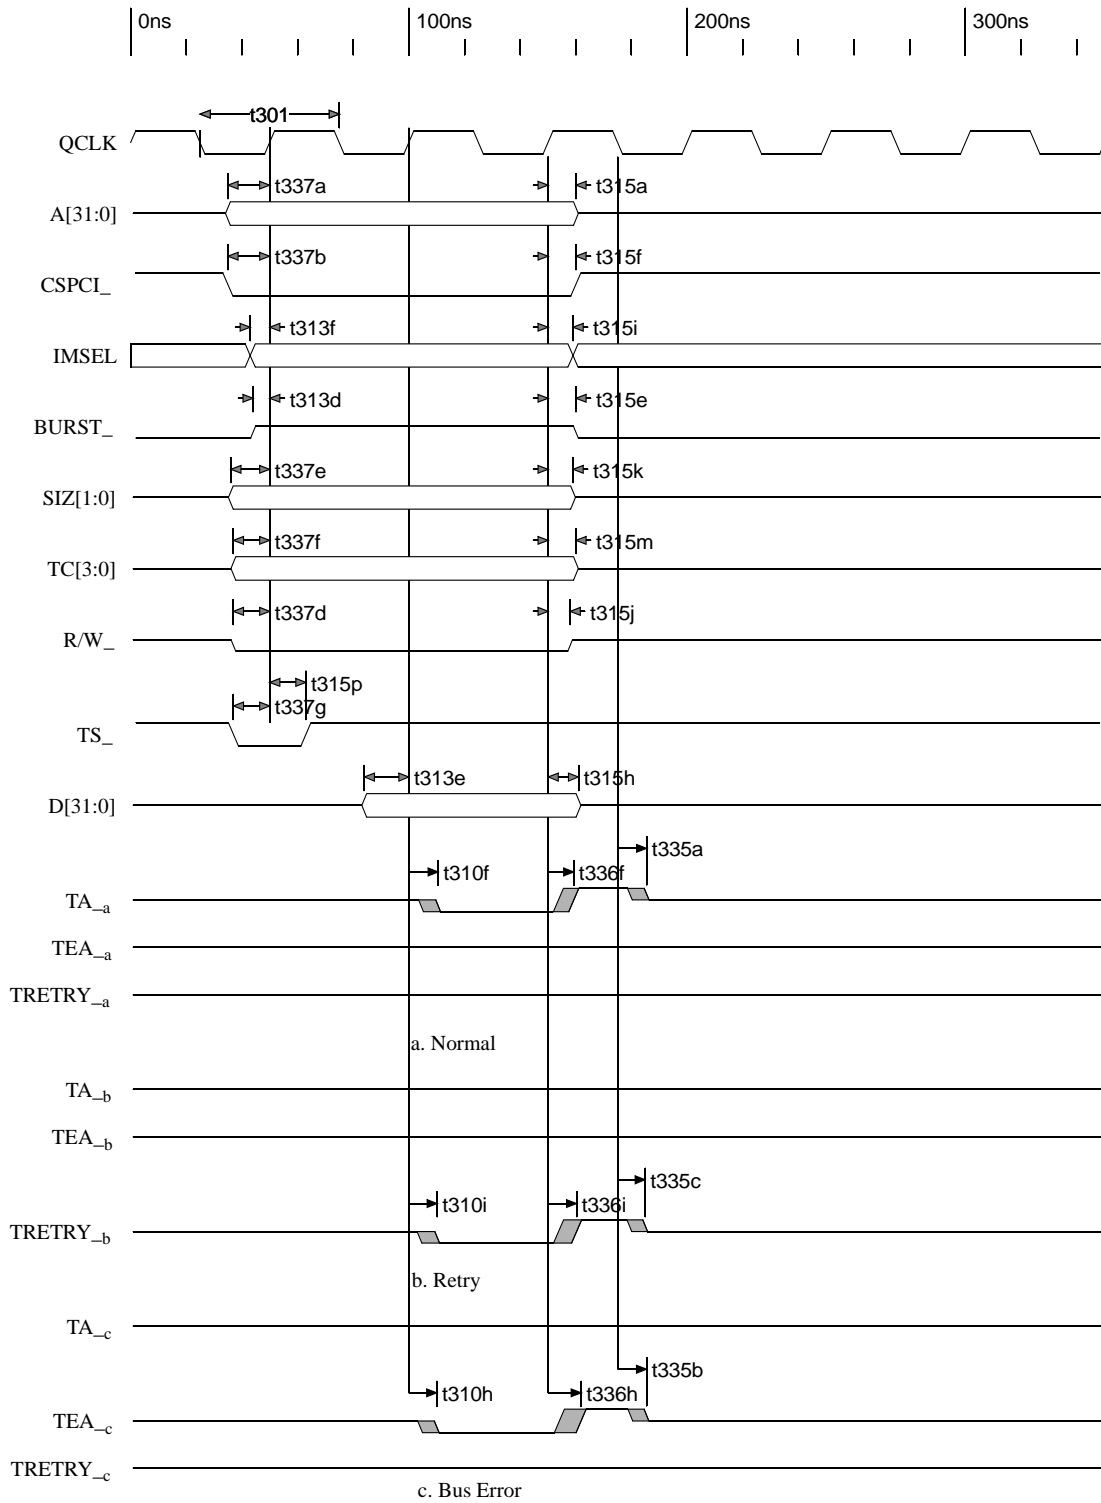 0ns 100ns 200ns 300ns
t301
QCLK
t337a t315a
A[31:0]
t337b t315f
CSPCI_
t313f t315i
IMSEL
t313d t315e
BURST_
t337e t315k
SIZ[1:0]
t337f t315m
TC[3:0]
t337d t315j
R/W_
t315p
t337g
TS_
t313e t315h
D[31:0]
t335a
t310f t336f
TA_a
TEA_a
TRETRY_a
a. Normal
TA_b
TEA_b
t335c
t310i t336i
TRETRY_b
b. Retry
TA_c
t335b
t310h t336h
TEA_c
TRETRY_c
c. Bus Error